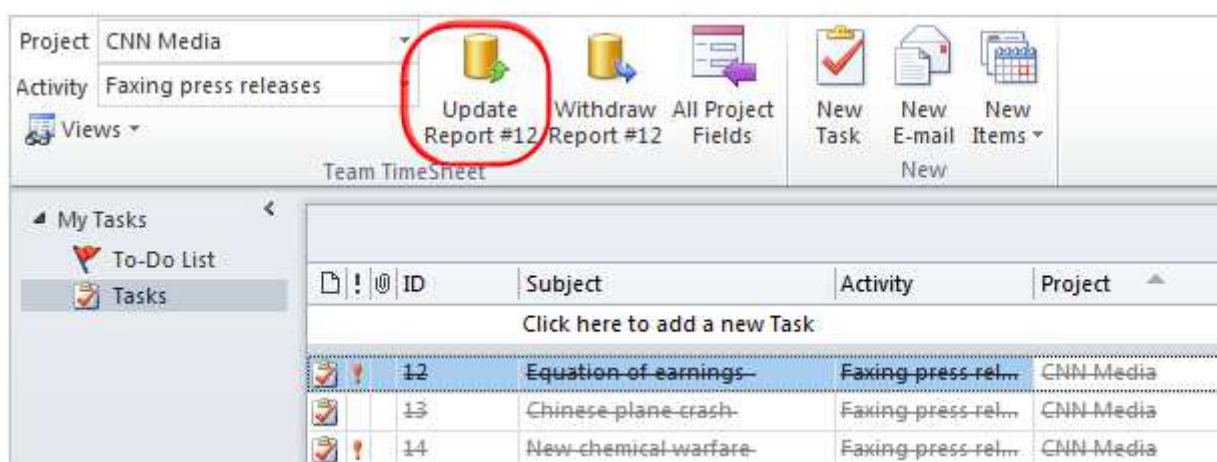 Project CNN Media
Activity Faxing press releases
Views
Update Report #12
Withdraw Report #12
All Project Fields
Team TimeSheet
New Task
New E-mail
New Items
New
My Tasks
To-Do List
Tasks
! ID Subject Activity Project
Click here to add a new Task
12 Equation of earnings Faxing press rel... CNN Media
13 Chinese plane crash Faxing press rel... CNN Media
14 New chemical warfare Faxing press rel... CNN Media